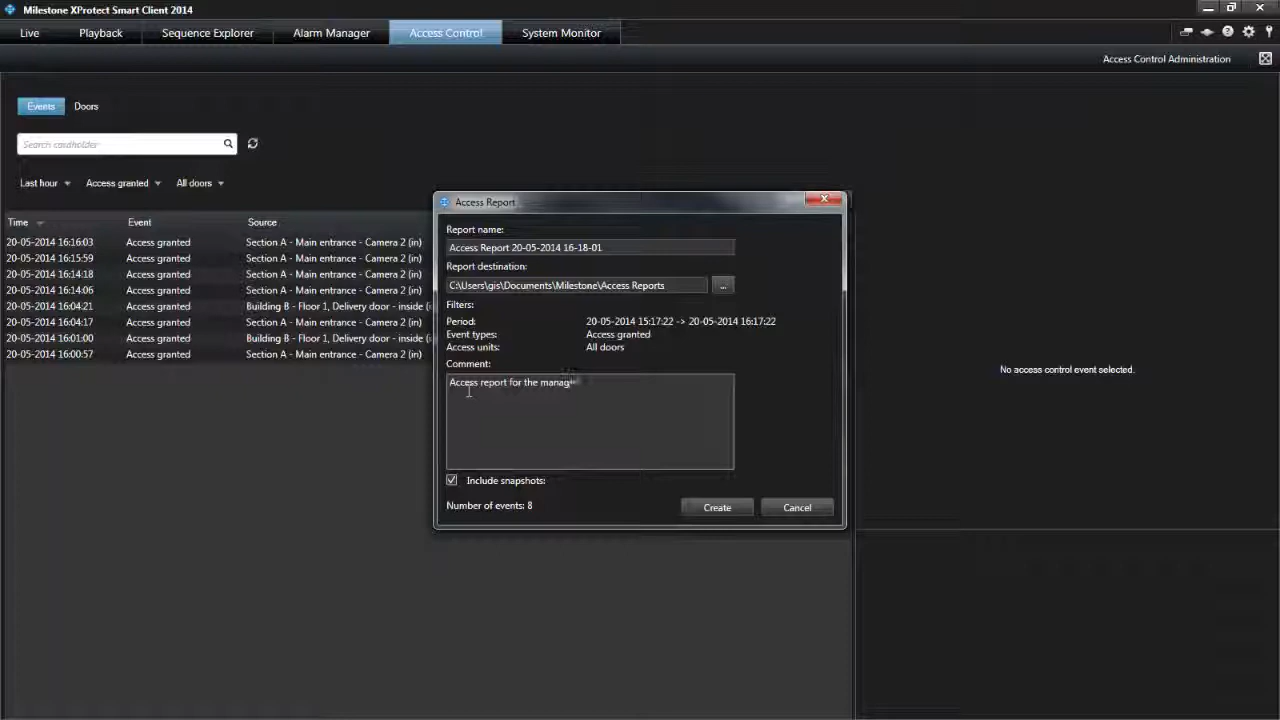 Milestone XProtect Smart Client 2014
Live Playback Sequence Explorer Alarm Manager Access Control System Monitor
Access Control Administration
Events Doors
Search cardholder
Last hour Access granted All doors
Time Event Source
20-05-2014 16:16:03 Access granted Section A - Main entrance - Camera 2 (in)
20-05-2014 16:15:59 Access granted Section A - Main entrance - Camera 2 (in)
20-05-2014 16:14:18 Access granted Section A - Main entrance - Camera 2 (in)
20-05-2014 16:14:06 Access granted Section A - Main entrance - Camera 2 (in)
20-05-2014 16:04:21 Access granted Building B - Floor 1, Delivery door - inside (i
20-05-2014 16:04:17 Access granted Section A - Main entrance - Camera 2 (in)
20-05-2014 16:01:00 Access granted Building B - Floor 1, Delivery door - inside (i
20-05-2014 16:00:57 Access granted Section A - Main entrance - Camera 2 (in)
Access Report
Report name:
Access Report 20-05-2014 16-18-01
Report destination:
C:\Users\gis\Documents\Milestone\Access Reports ...
Filters:
Period: 20-05-2014 15:17:22 -> 20-05-2014 16:17:22
Event types: Access granted
Access units: All doors
Comment:
Access report for the manag
Include snapshots:
Number of events: 8
Create Cancel
No access control event selected.